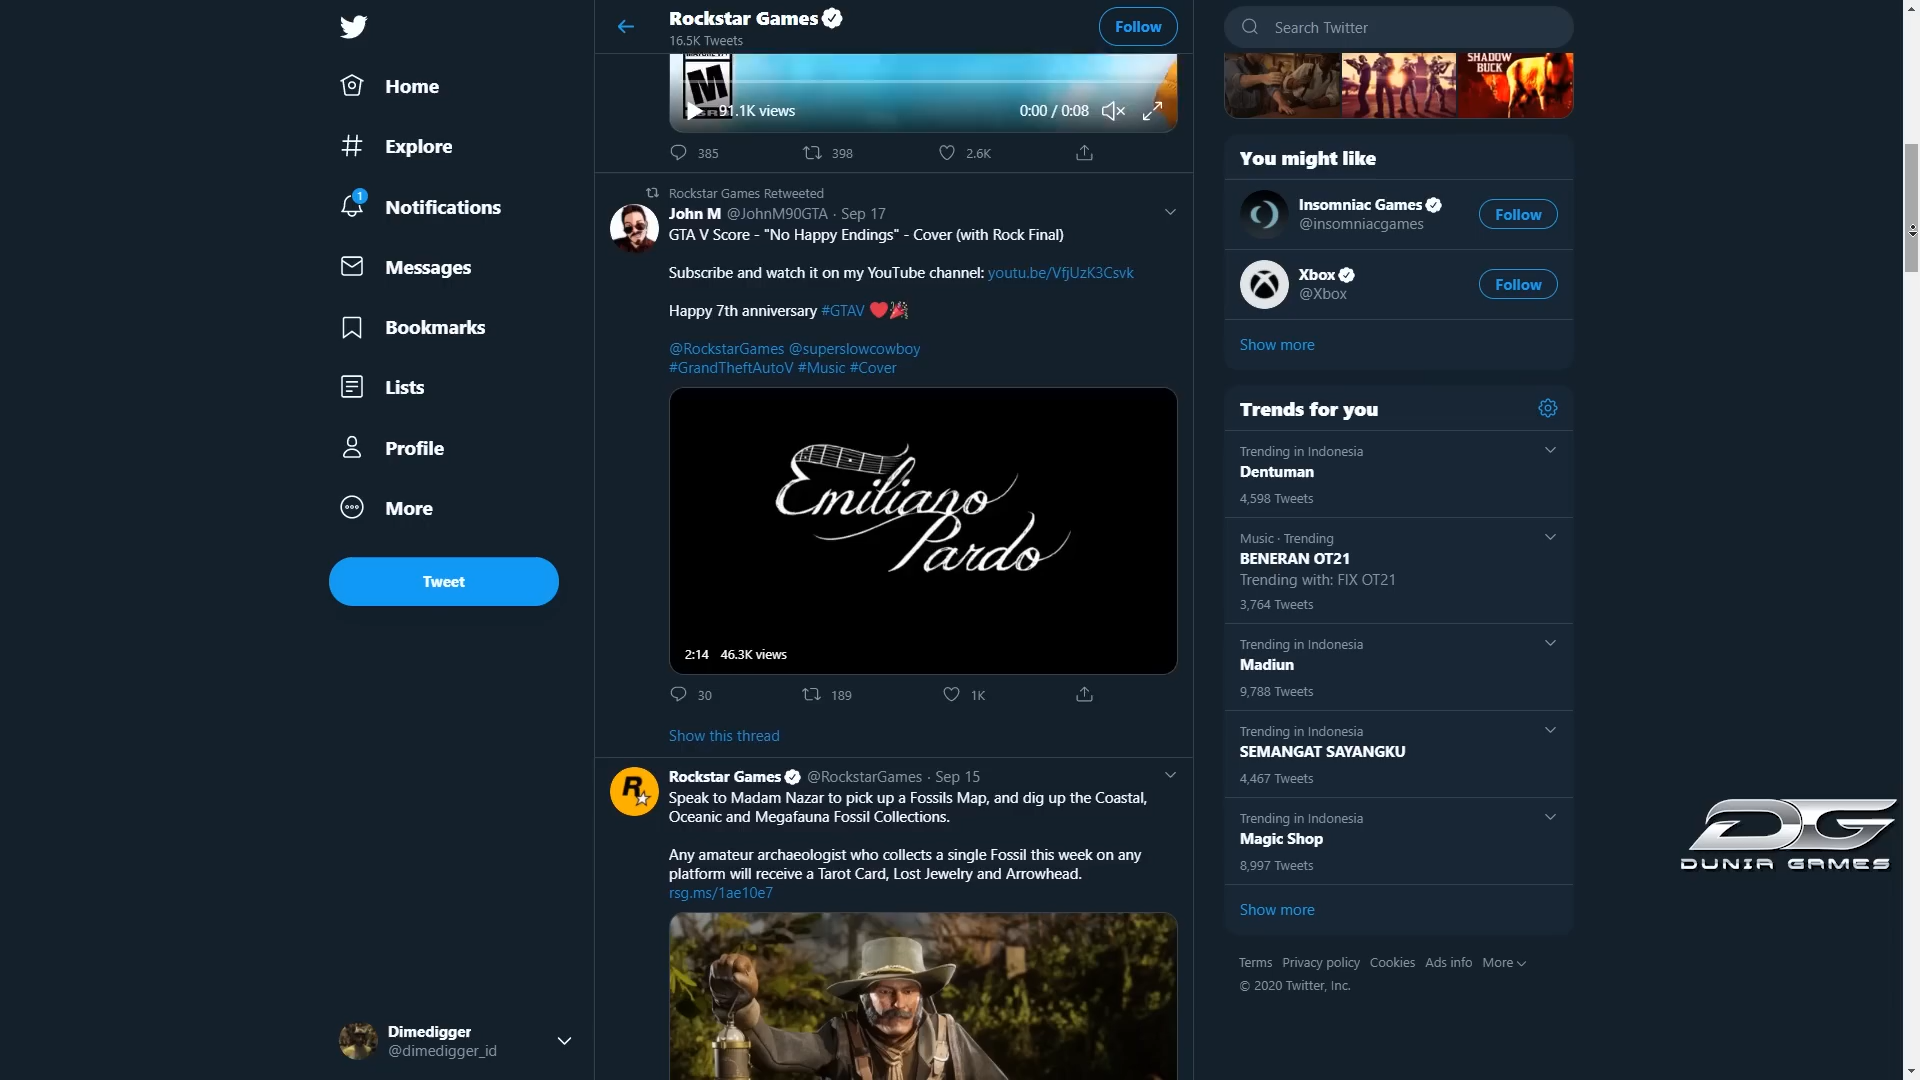 Home
Explore
1
Notifications
Messages
Bookmarks
Lists
Profile
More
Tweet
Dimedigger
@dimedigger_id
Rockstar Games
16.5K Tweets
Follow
M
91.1K views
0:00 / 0:08
385
398
2.6K
Rockstar Games Retweeted
John M @JohnM90GTA · Sep 17
GTA V Score - "No Happy Endings" - Cover (with Rock Final)
Subscribe and watch it on my YouTube channel: youtu.be/VfjUzK3Csvk
Happy 7th anniversary #GTAV ❤️🎉
@RockstarGames @superslowcowboy
#GrandTheftAutoV #Music #Cover
Emiliano
Pardo
2:14 46.3K views
30
189
1K
Show this thread
R
Rockstar Games @RockstarGames · Sep 15
Speak to Madam Nazar to pick up a Fossils Map, and dig up the Coastal,
Oceanic and Megafauna Fossil Collections.
Any amateur archaeologist who collects a single Fossil this week on any
platform will receive a Tarot Card, Lost Jewelry and Arrowhead.
rsg.ms/1ae10e7
Search Twitter
SHADOW
BUCK
You might like
Insomniac Games
@insomniacgames
Follow
Xbox
@Xbox
Follow
Show more
Trends for you
Trending in Indonesia
Dentuman
4,598 Tweets
Music · Trending
BENERAN OT21
Trending with: FIX OT21
3,764 Tweets
Trending in Indonesia
Madiun
9,788 Tweets
Trending in Indonesia
SEMANGAT SAYANGKU
4,467 Tweets
Trending in Indonesia
Magic Shop
8,997 Tweets
Show more
Terms Privacy policy Cookies Ads info More
© 2020 Twitter, Inc.
DG
DUNIA GAMES